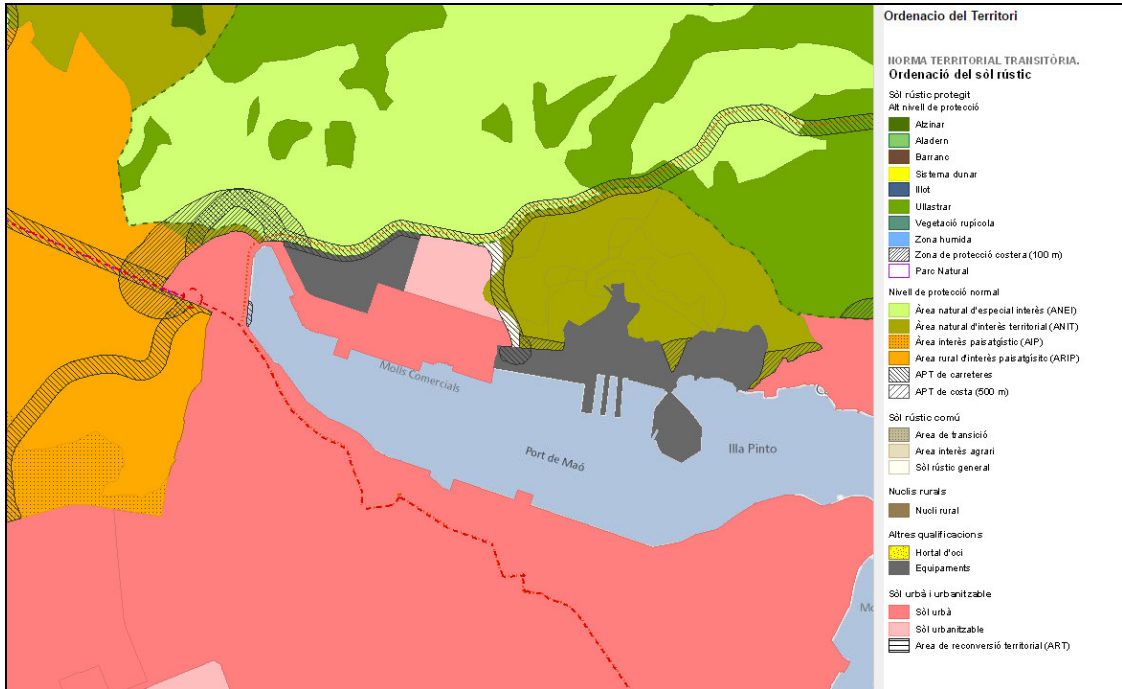 Ordenacio del Territori
NORMA TERRITORIAL TRANSITÒRIA.
Ordenació del sòl rústic
Sòl rústic protegit
Alt nivell de protecció
Alzinar
Aladern
Barranc
Sistema dunar
Illot
Ullastrar
Vegetació rupícola
Zona humida
Zona de protecció costera (100 m)
Parc Natural
Nivell de protecció normal
Àrea natural d'especial interès (ANEI)
Àrea natural d'interès territorial (ANIT)
Àrea interès paisatgístic (AIP)
Area rural d'interès paisatgísitc (ARIP)
APT de carreteres
APT de costa (500 m)
Sòl rústic comú
Area de transició
Area interès agrari
Sòl rústic general
Nuclis rurals
Nucli rural
Altres qualificacions
Hortal d'oci
Equipaments
Sòl urbà i urbanitzable
Sòl urbà
Sòl urbanitzable
Area de reconversió territorial (ART)
Molls Comercials
Port de Maó
Illa Pinto